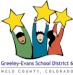 Greeley-Evans School District 6
WELD COUNTY, COLORADO